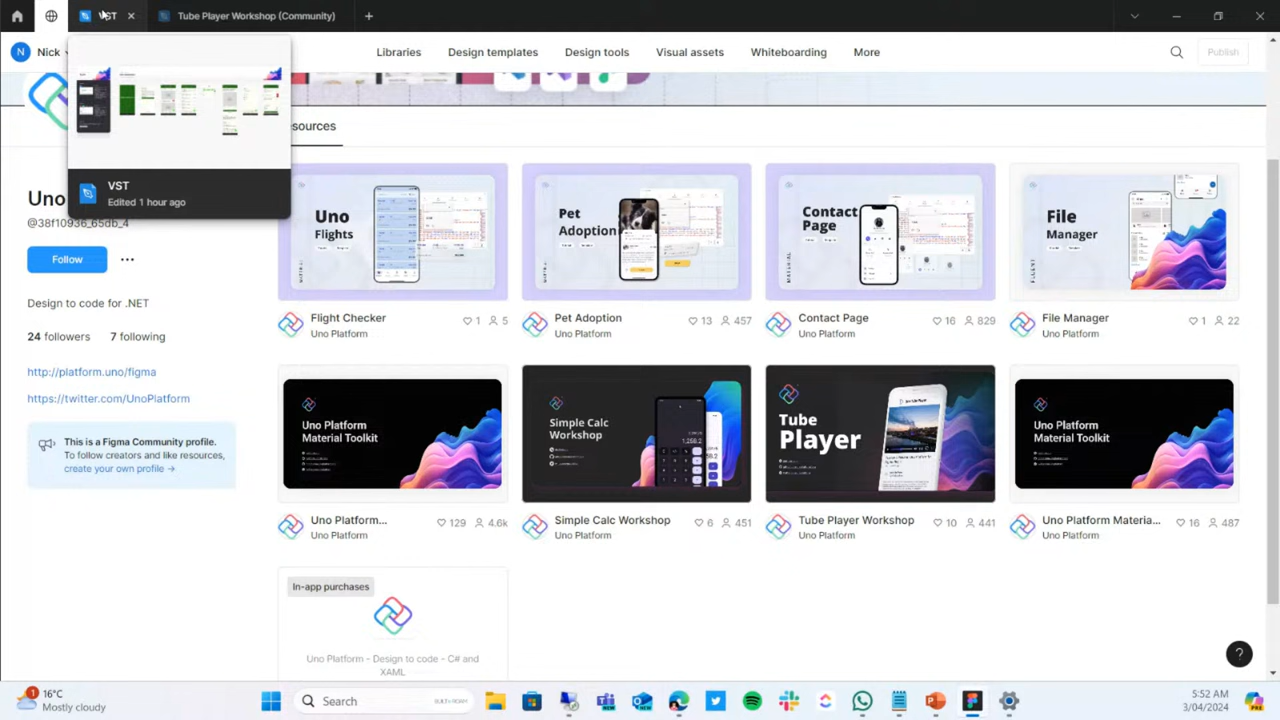 VST
Tube Player Workshop (Community)
N Nick
Libraries
Design templates
Design tools
Visual assets
Whiteboarding
More
Publish
VST
Edited 1 hour ago
sources
Uno
@38f10936_65db_4
Follow
Design to code for .NET
24 followers 7 following
http://platform.uno/figma
https://twitter.com/UnoPlatform
This is a Figma Community profile.
To follow creators and like resources,
create your own profile →
Uno
Flights
Flight Checker
1 5
Uno Platform
Pet
Adoption
Pet Adoption
13 457
Uno Platform
Contact
Page
Contact Page
16 829
Uno Platform
File
Manager
File Manager
1 22
Uno Platform
Uno Platform
Material Toolkit
Uno Platform...
129 4.6k
Uno Platform
Simple Calc
Workshop
1,258.2
Simple Calc Workshop
6 451
Uno Platform
Tube
Player
Tube Player Workshop
10 441
Uno Platform
Uno Platform
Material Toolkit
Uno Platform Materia...
16 487
Uno Platform
In-app purchases
Uno Platform - Design to code - C# and
XAML
?
1
16°C
Mostly cloudy
Search
5:52 AM
3/04/2024